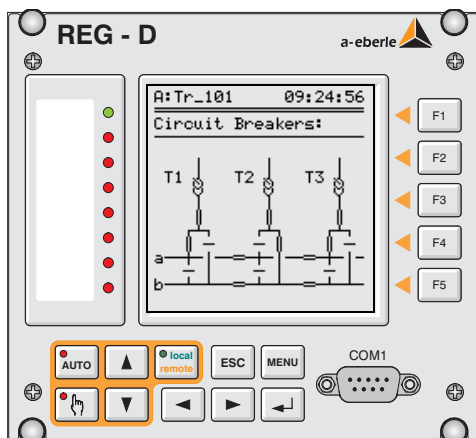 REG - D
a-eberle
A:Tr_101 09:24:56
Circuit Breakers:
T1 T2 T3
a
b
F1
F2
F3
F4
F5
AUTO
local
remote
ESC
MENU
COM1